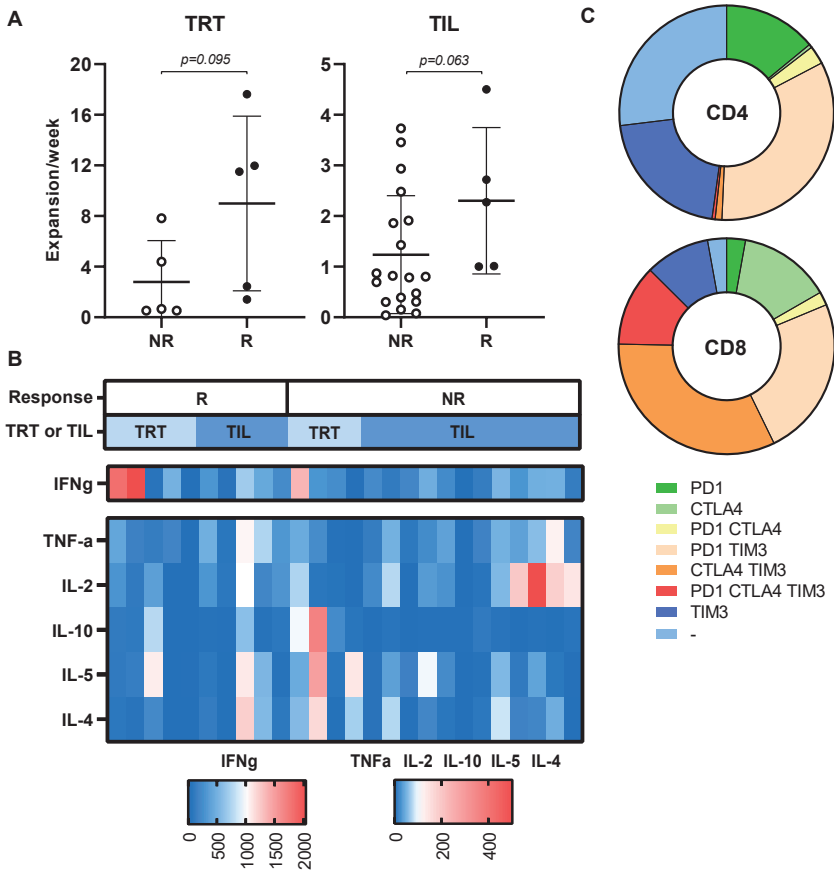 A
TRT
TIL
p=0.095
p=0.063
Expansion/week
20
16
12
8
4
0
5
4
3
2
1
0
NR
R
NR
R
B
Response
R
NR
TRT or TIL
TRT
TIL
TRT
TIL
IFNg
TNF-a
IL-2
IL-10
IL-5
IL-4
IFNg
TNFa IL-2 IL-10 IL-5 IL-4
0
500
1000
1500
2000
0
200
400
C
CD4
CD8
PD1
CTLA4
PD1 CTLA4
PD1 TIM3
CTLA4 TIM3
PD1 CTLA4 TIM3
TIM3
-